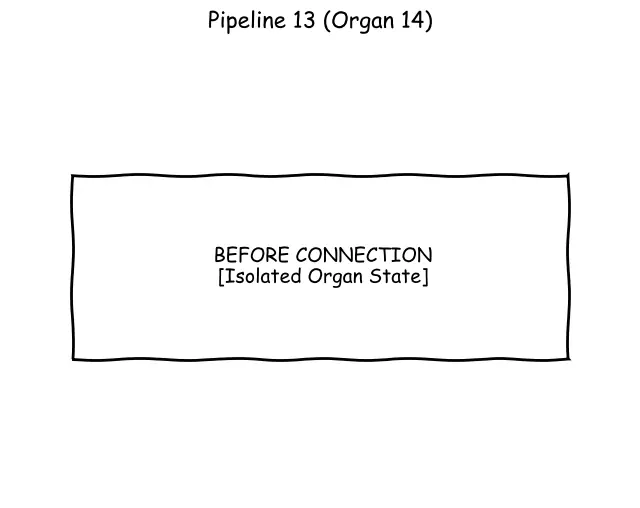 Pipeline 13 (Organ 14)
BEFORE CONNECTION
[Isolated Organ State]